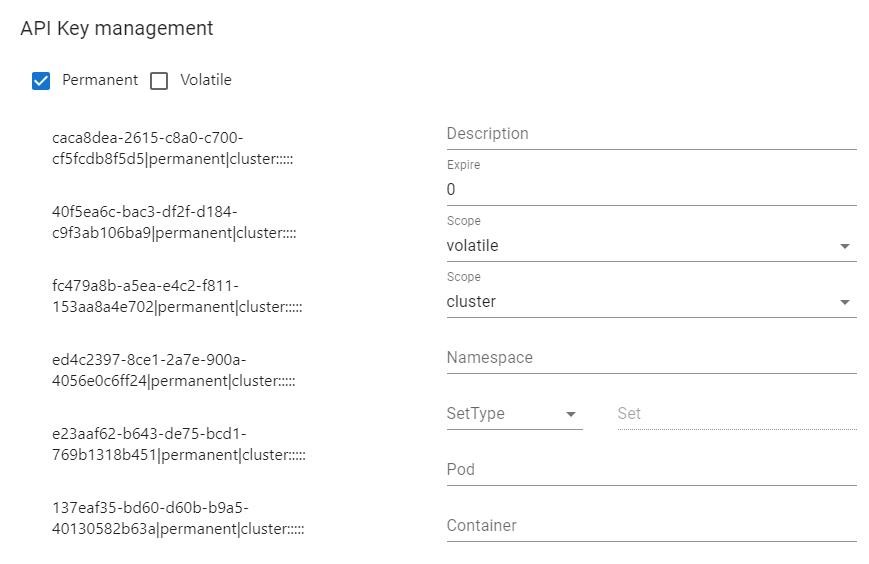 API Key management
Permanent
Volatile
caca8dea-2615-c8a0-c700-
cf5fcdb8f5d5|permanent|cluster:::::
40f5ea6c-bac3-df2f-d184-
c9f3ab106ba9|permanent|cluster::::
fc479a8b-a5ea-e4c2-f811-
153aa8a4e702|permanent|cluster:::::
ed4c2397-8ce1-2a7e-900a-
4056e0c6ff24|permanent|cluster:::::
e23aaf62-b643-de75-bcd1-
769b1318b451|permanent|cluster:::::
137eaf35-bd60-d60b-b9a5-
40130582b63a|permanent|cluster:::::
Description
Expire
0
Scope
volatile
Scope
cluster
Namespace
SetType
Set
Pod
Container